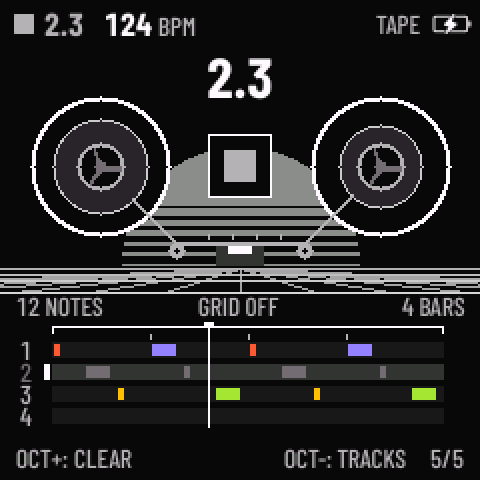 2.3 124 BPM TAPE
2.3
12 NOTES GRID OFF 4 BARS
1
2
3
4
OCT+: CLEAR OCT-: TRACKS 5/5